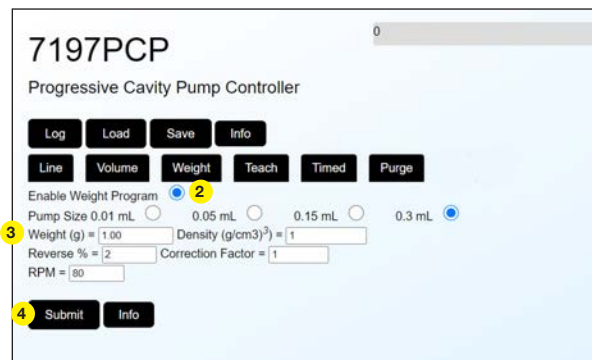 0
7197PCP
Progressive Cavity Pump Controller
Log Load Save Info
Line Volume Weight Teach Timed Purge
Enable Weight Program 2
Pump Size 0.01 mL 0.05 mL 0.15 mL 0.3 mL
3 Weight (g) = 1.00 Density (g/cm3)³) = 1
Reverse % = 2 Correction Factor = 1
RPM = 80
4 Submit Info